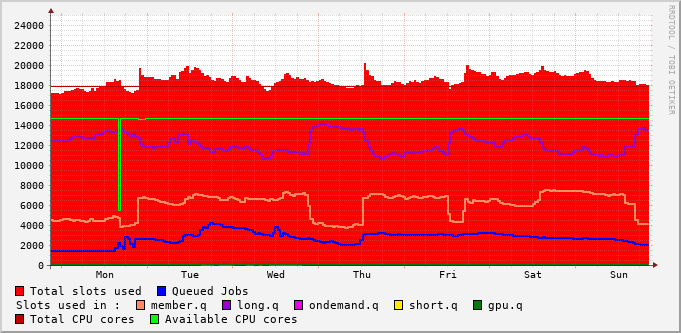 24000
22000
20000
18000
16000
14000
12000
10000
8000
6000
4000
2000
0
Mon Tue Wed Thu Fri Sat Sun
RRDTOOL / TOBI OETIKER
Total slots used Queued Jobs
Slots used in : member.q long.q ondemand.q short.q gpu.q
Total CPU cores Available CPU cores